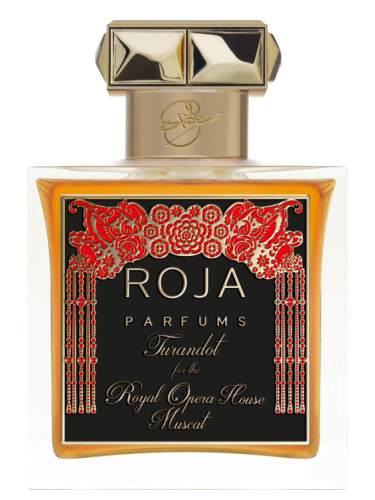 ROJA
PARFUMS
Turandot
for the
Royal Opera House
Muscat